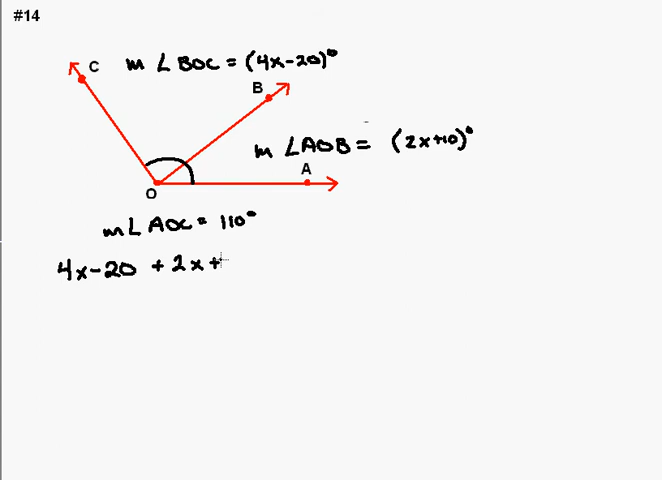 #14
C m ∠BOC = (4x-20)°
B
m ∠AOB = (2x+10)°
A
O
m∠AOC = 110°
4x-20 + 2x +